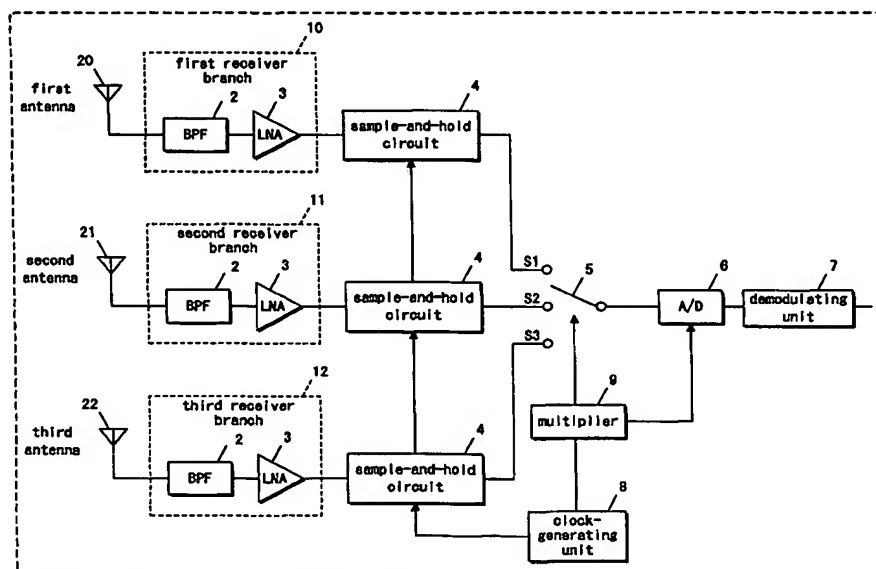 10
20
first
antenna
first receiver
branch
2
3
BPF
LNA
4
sample-and-hold
circuit
11
21
second
antenna
second receiver
branch
2
3
BPF
LNA
4
sample-and-hold
circuit
S1
S2
S3
5
6
A/D
7
demodulating
unit
12
22
third
antenna
third receiver
branch
2
3
BPF
LNA
4
sample-and-hold
circuit
9
multiplier
8
clock-
generating
unit